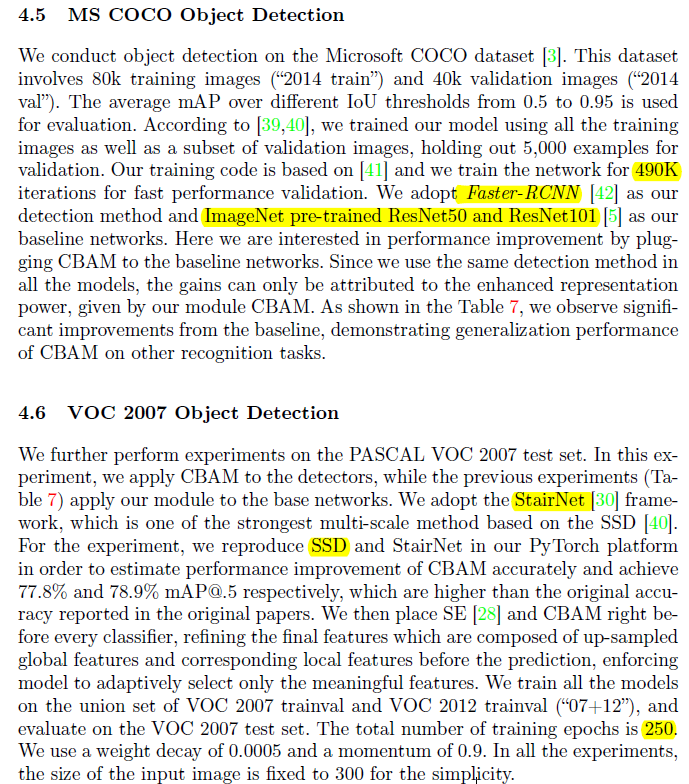 4.5 MS COCO Object Detection
We conduct object detection on the Microsoft COCO dataset [3]. This dataset
involves 80k training images (“2014 train”) and 40k validation images (“2014
val”). The average mAP over different IoU thresholds from 0.5 to 0.95 is used
for evaluation. According to [39,40], we trained our model using all the training
images as well as a subset of validation images, holding out 5,000 examples for
validation. Our training code is based on [41] and we train the network for 490K
iterations for fast performance validation. We adopt Faster-RCNN [42] as our
detection method and ImageNet pre-trained ResNet50 and ResNet101 [5] as our
baseline networks. Here we are interested in performance improvement by plug-
ging CBAM to the baseline networks. Since we use the same detection method in
all the models, the gains can only be attributed to the enhanced representation
power, given by our module CBAM. As shown in the Table 7, we observe signifi-
cant improvements from the baseline, demonstrating generalization performance
of CBAM on other recognition tasks.
4.6 VOC 2007 Object Detection
We further perform experiments on the PASCAL VOC 2007 test set. In this ex-
periment, we apply CBAM to the detectors, while the previous experiments (Ta-
ble 7) apply our module to the base networks. We adopt the StairNet [30] frame-
work, which is one of the strongest multi-scale method based on the SSD [40].
For the experiment, we reproduce SSD and StairNet in our PyTorch platform
in order to estimate performance improvement of CBAM accurately and achieve
77.8% and 78.9% mAP@.5 respectively, which are higher than the original accu-
racy reported in the original papers. We then place SE [28] and CBAM right be-
fore every classifier, refining the final features which are composed of up-sampled
global features and corresponding local features before the prediction, enforcing
model to adaptively select only the meaningful features. We train all the models
on the union set of VOC 2007 trainval and VOC 2012 trainval (“07+12”), and
evaluate on the VOC 2007 test set. The total number of training epochs is 250.
We use a weight decay of 0.0005 and a momentum of 0.9. In all the experiments,
the size of the input image is fixed to 300 for the simplicity.